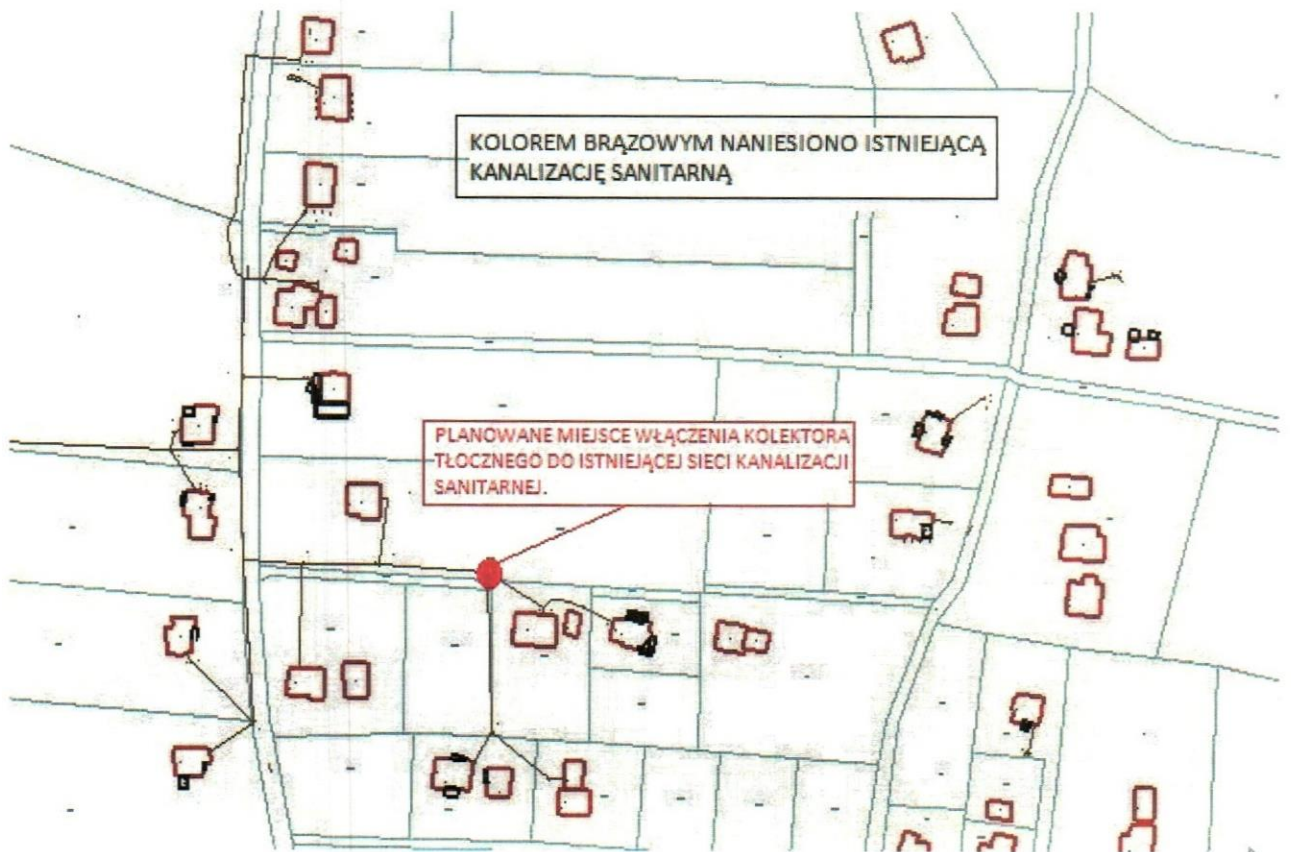 KOLOREM BRĄZOWYM NANIESIONO ISTNIEJĄCĄ
KANALIZACJĘ SANITARNĄ
PLANOWANE MIEJSCE WŁĄCZENIA KOLEKTORA
TŁOCZNEGO DO ISTNIEJĄCEJ SIECI KANALIZACJI
SANITARNEJ.